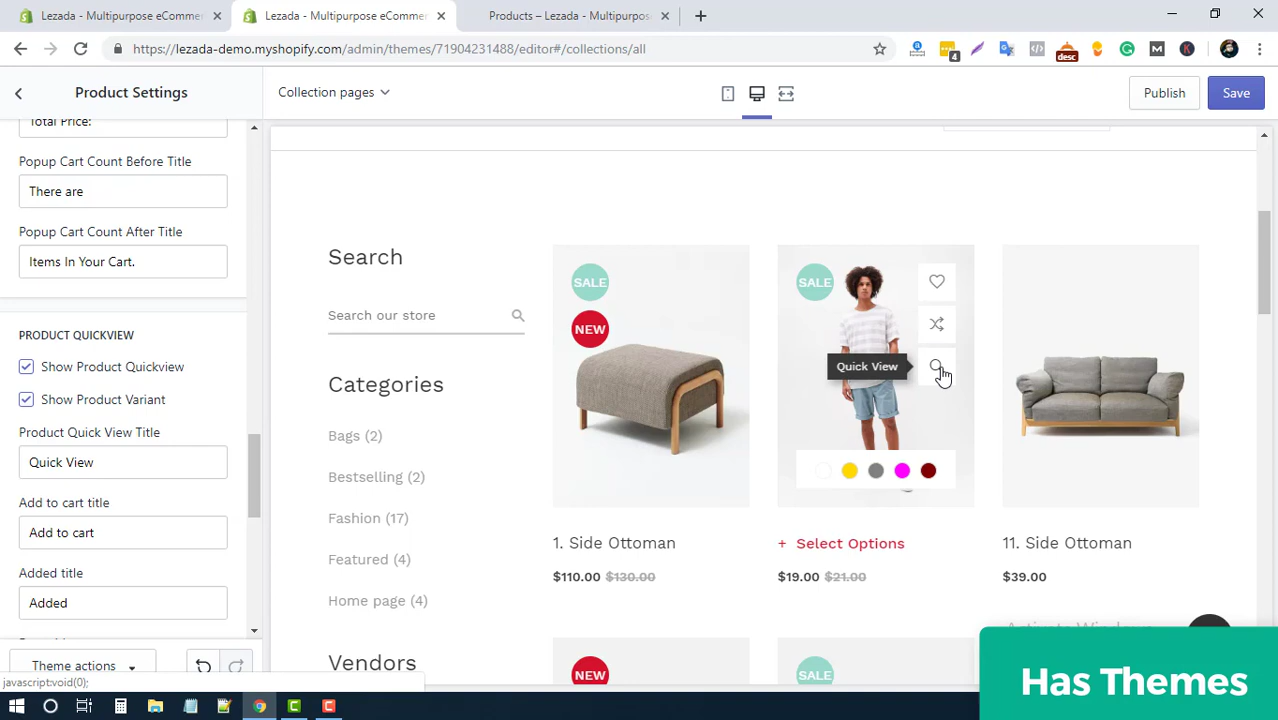 Lezada - Multipurpose eCommer
Lezada - Multipurpose eCommer
Products – Lezada - Multipurpos
https://lezada-demo.myshopify.com/admin/themes/71904231488/editor#/collections/all
4
desc
M
K
Product Settings
Collection pages
Publish
Save
Total Price:
Popup Cart Count Before Title
There are
Popup Cart Count After Title
Items In Your Cart.
PRODUCT QUICKVIEW
Show Product Quickview
Show Product Variant
Product Quick View Title
Quick View
Add to cart title
Add to cart
Added title
Added
Theme actions
javascript:void(0);
Search
Search our store
Categories
Bags (2)
Bestselling (2)
Fashion (17)
Featured (4)
Home page (4)
Vendors
SALE
NEW
SALE
Quick View
1. Side Ottoman
$110.00 $130.00
+ Select Options
$19.00 $21.00
11. Side Ottoman
$39.00
NEW
SALE
Activate Windows
Has Themes